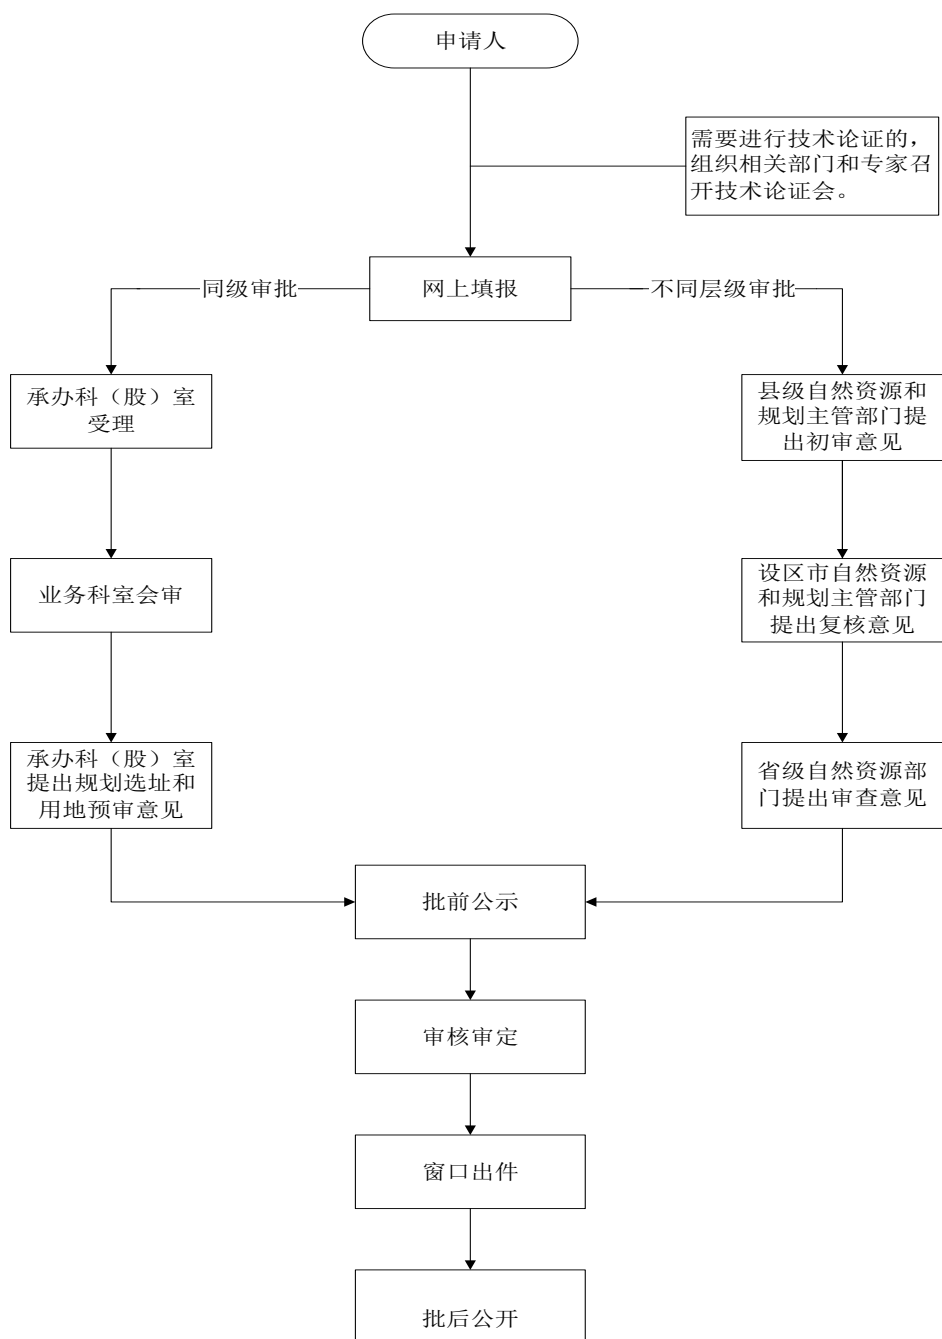 申请人
需要进行技术论证的，
组织相关部门和专家召
开技术论证会。
网上填报
同级审批
不同层级审批
承办科（股）室
受理
县级自然资源和
规划主管部门提
出初审意见
业务科室会审
设区市自然资源
和规划主管部门
提出复核意见
承办科（股）室
提出规划选址和
用地预审意见
省级自然资源部
门提出审查意见
批前公示
审核审定
窗口出件
批后公开